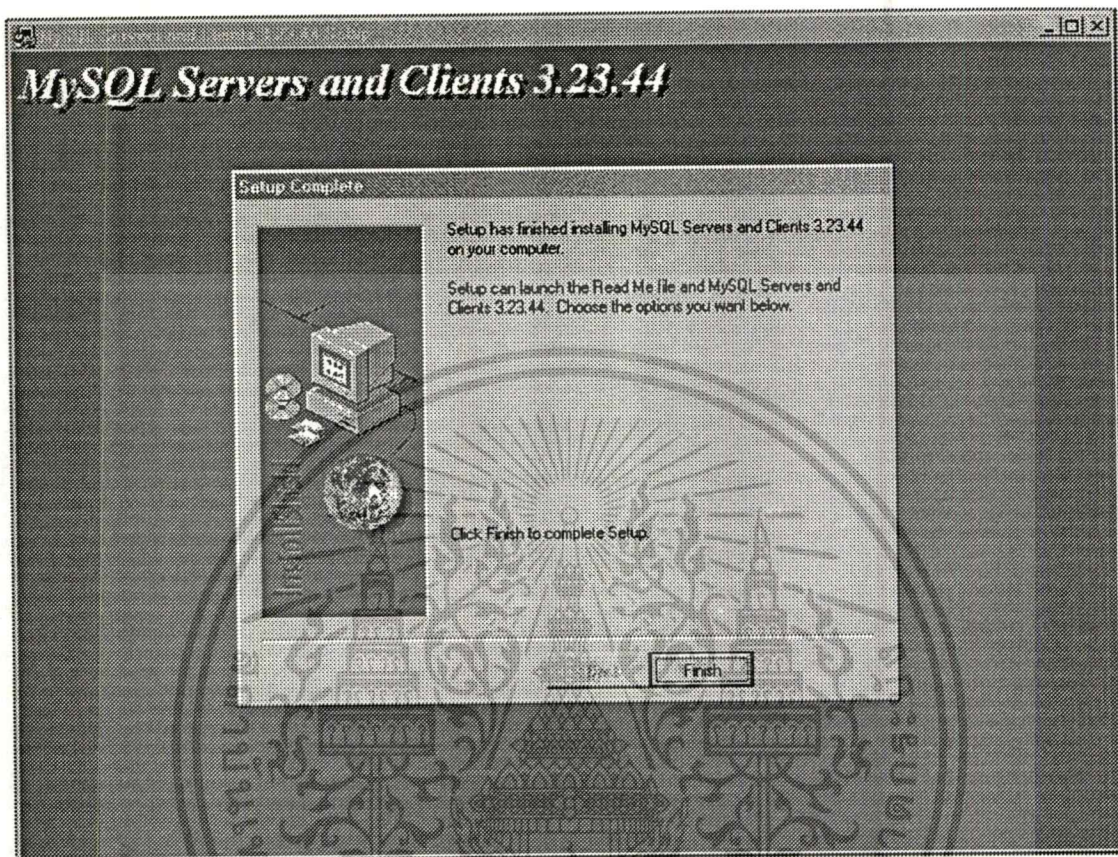 MySQL Servers and Clients 3.23.44
Setup Complete
Setup has finished installing MySQL Servers and Clients 3.23.44
on your computer.
Setup can launch the Read Me file and MySQL Servers and
Clients 3.23.44. Choose the options you want below.
InstallShield
Click Finish to complete Setup.
Finish